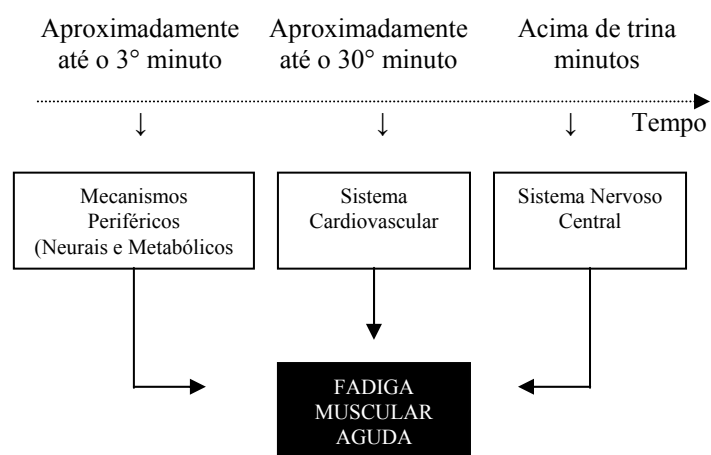 Aproximadamente
até o 3° minuto
Aproximadamente
até o 30° minuto
Acima de trina
minutos
↓
↓
↓
Tempo
Mecanismos
Periféricos
(Neurais e Metabólicos
Sistema
Cardiovascular
Sistema Nervoso
Central
FADIGA
MUSCULAR
AGUDA